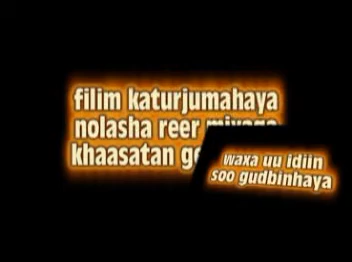 filim katurjumahaya
nolasha reer
khaasatan
waxa uu idiin
soo gudbinhaya